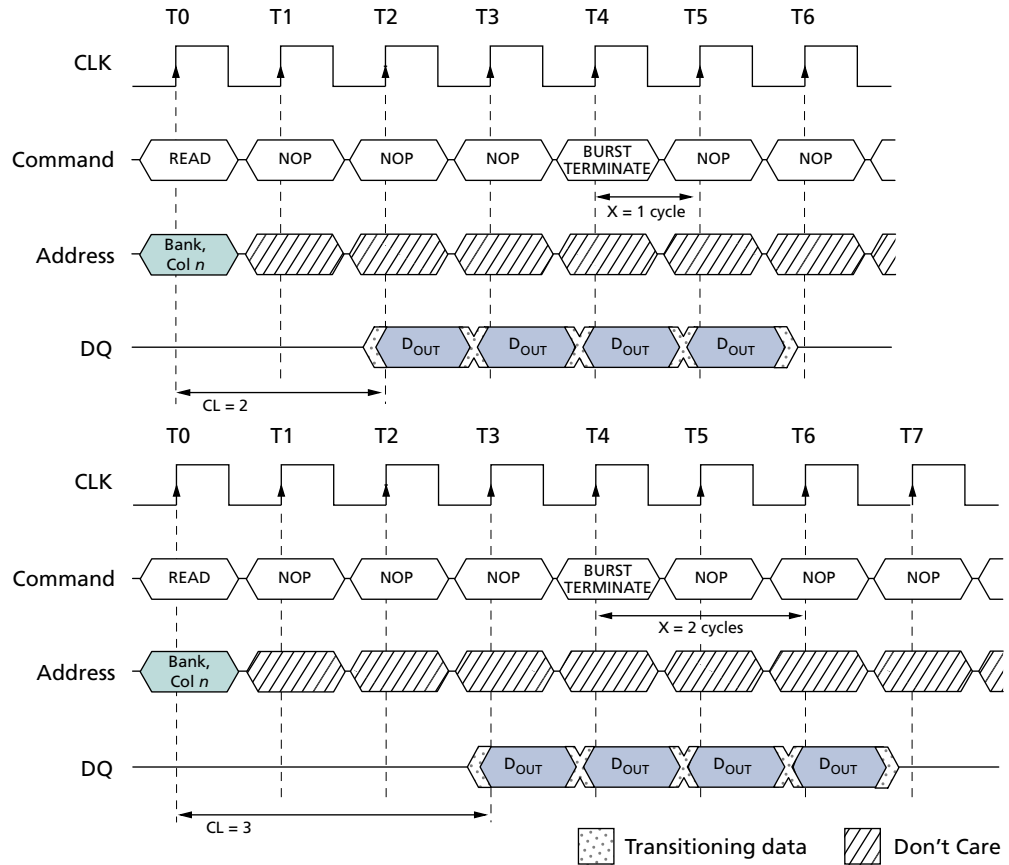 T0 T1 T2 T3 T4 T5 T6
CLK
Command READ NOP NOP NOP BURST TERMINATE NOP NOP
X = 1 cycle
Address Bank, Col n
DQ DOUT DOUT DOUT DOUT
CL = 2
T0 T1 T2 T3 T4 T5 T6 T7
CLK
Command READ NOP NOP NOP BURST TERMINATE NOP NOP NOP
X = 2 cycles
Address Bank, Col n
DQ DOUT DOUT DOUT DOUT
CL = 3
Transitioning data Don't Care